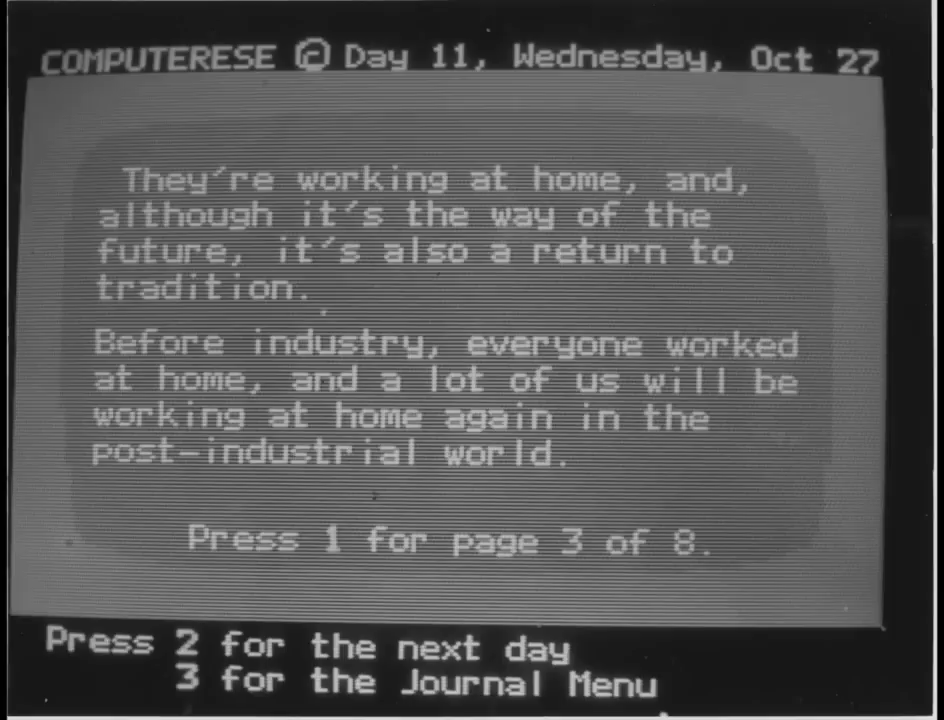 COMPUTERESE © Day 11, Wednesday, Oct 27
They're working at home, and,
although it's the way of the
future, it's also a return to
tradition.
Before industry, everyone worked
at home, and a lot of us will be
working at home again in the
post-industrial world.
Press 1 for page 3 of 8.
Press 2 for the next day
3 for the Journal Menu